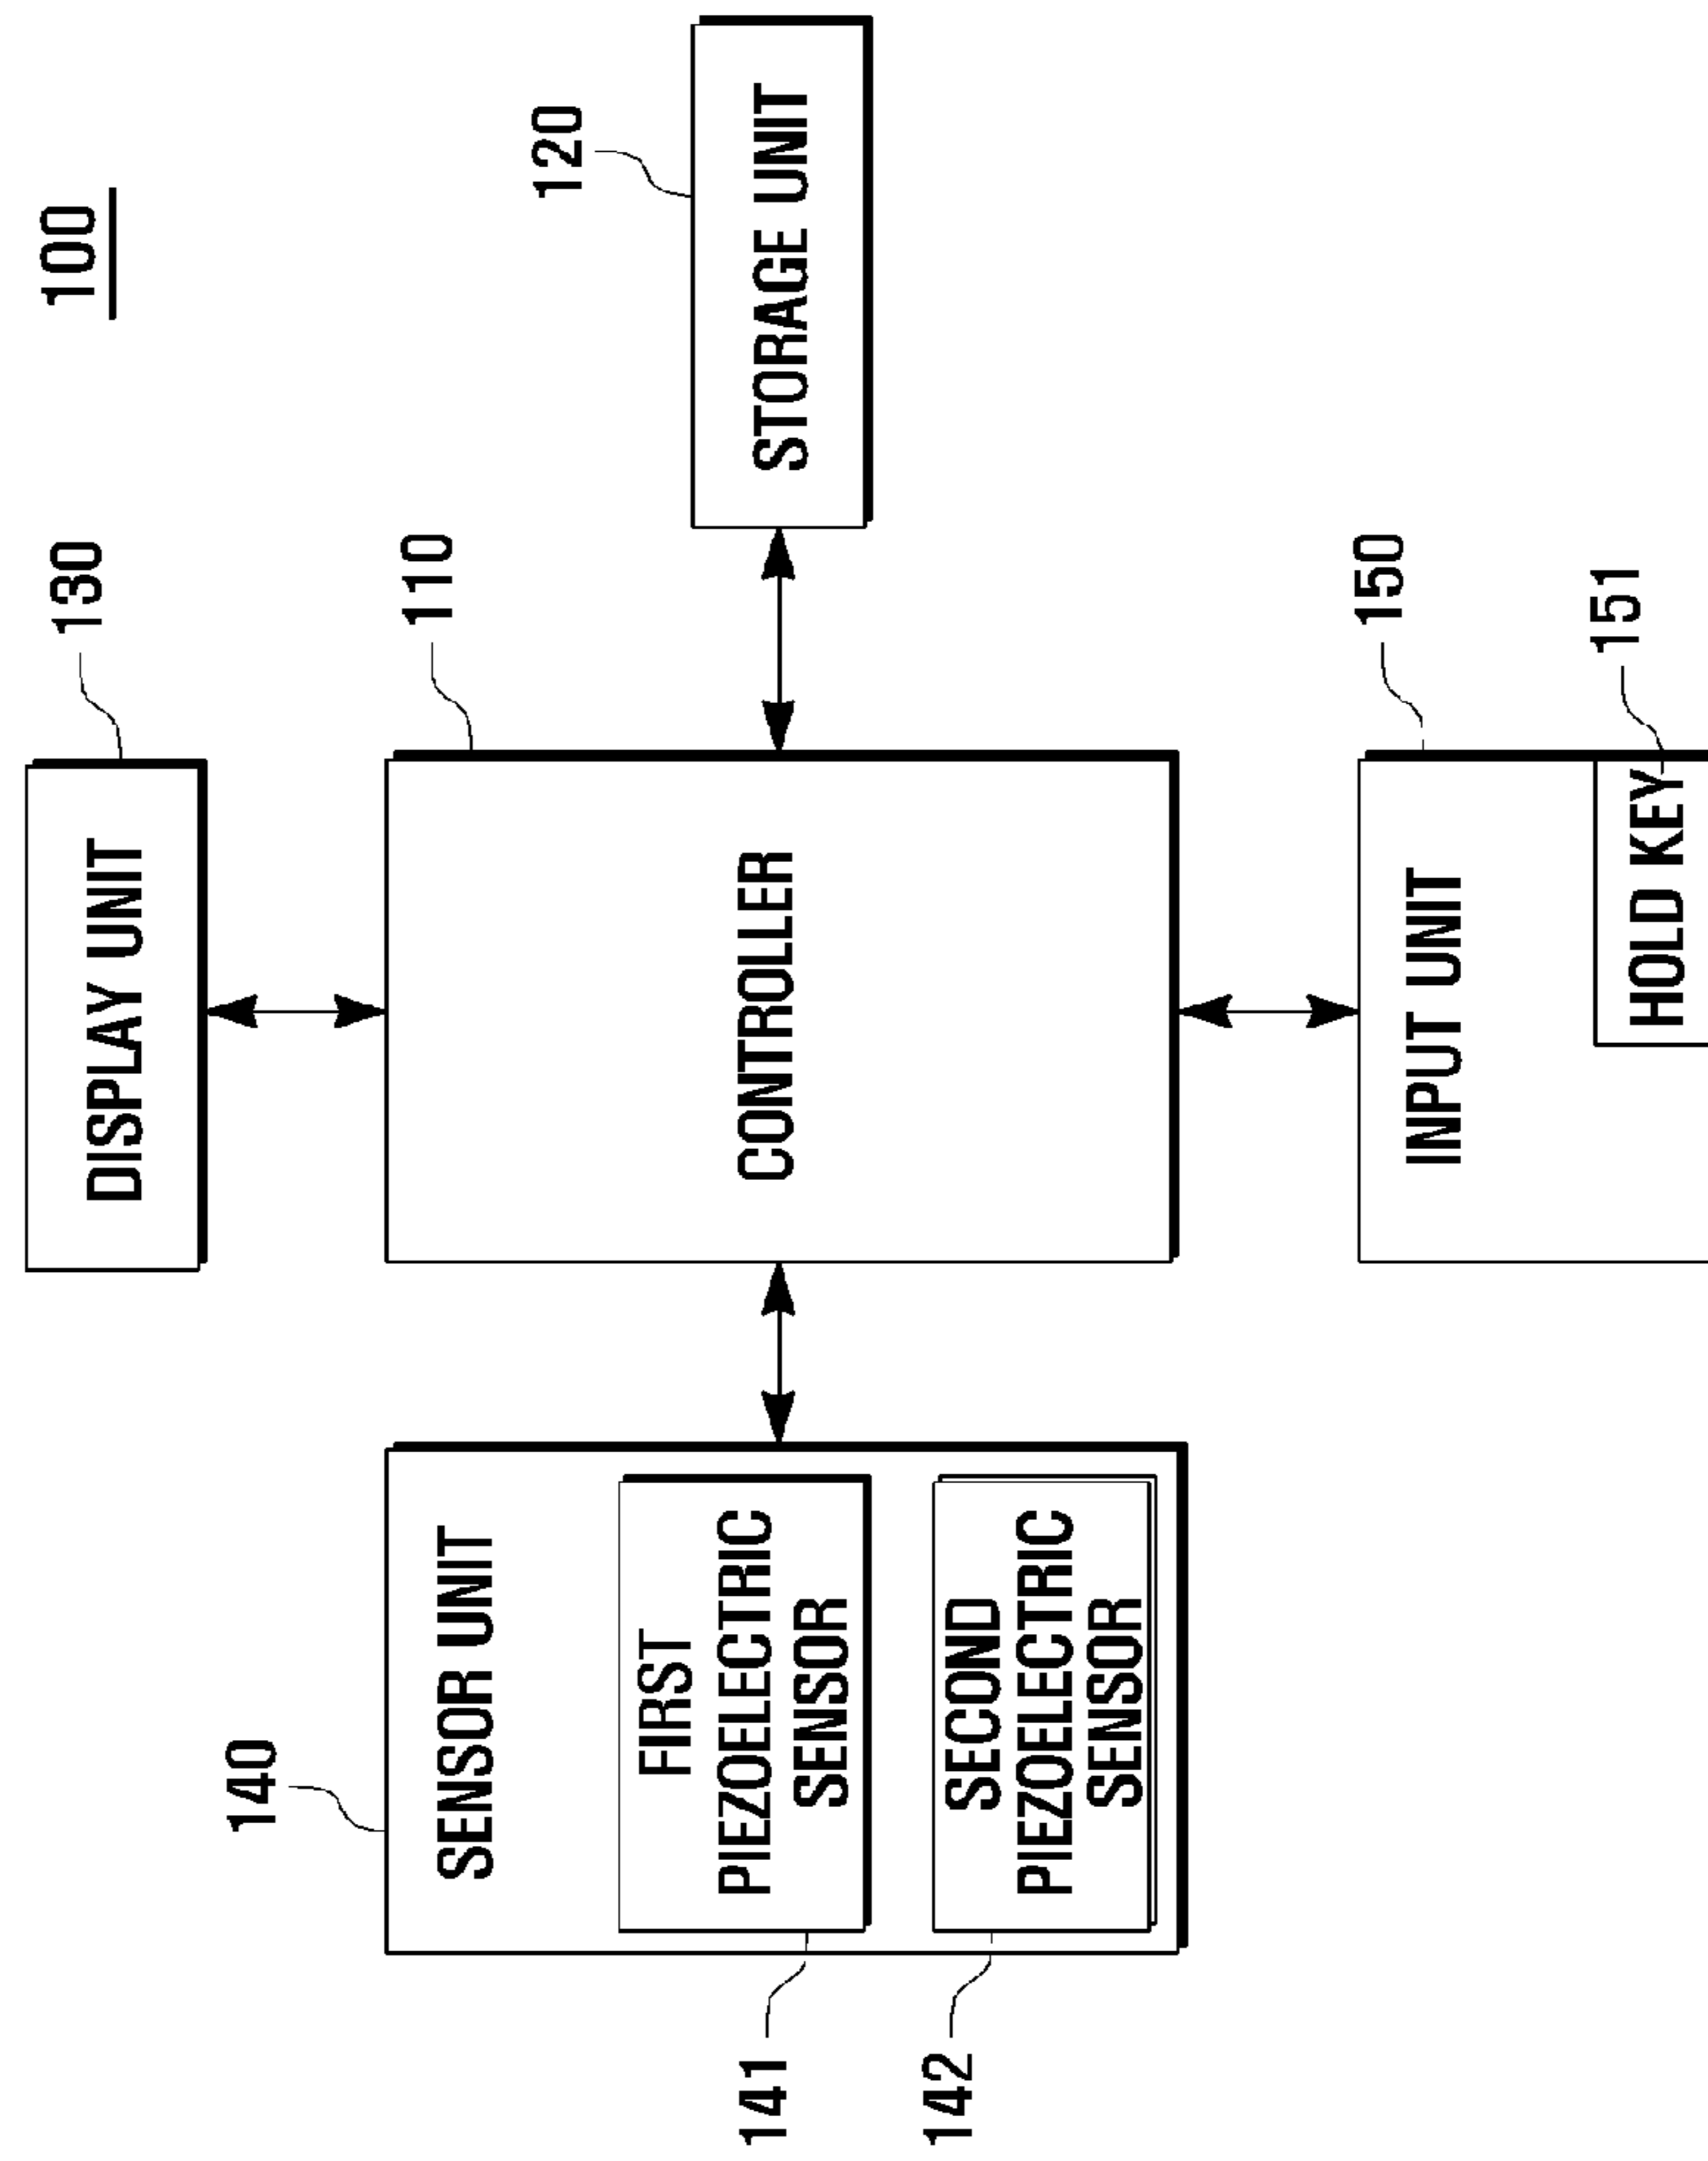 100
130
DISPLAY UNIT
140
SENSOR UNIT
110
120
FIRST
PIEZOELECTRIC
SENSOR
CONTROLLER
STORAGE UNIT
141
SECOND
PIEZOELECTRIC
SENSOR
142
150
INPUT UNIT
151
HOLD KEY